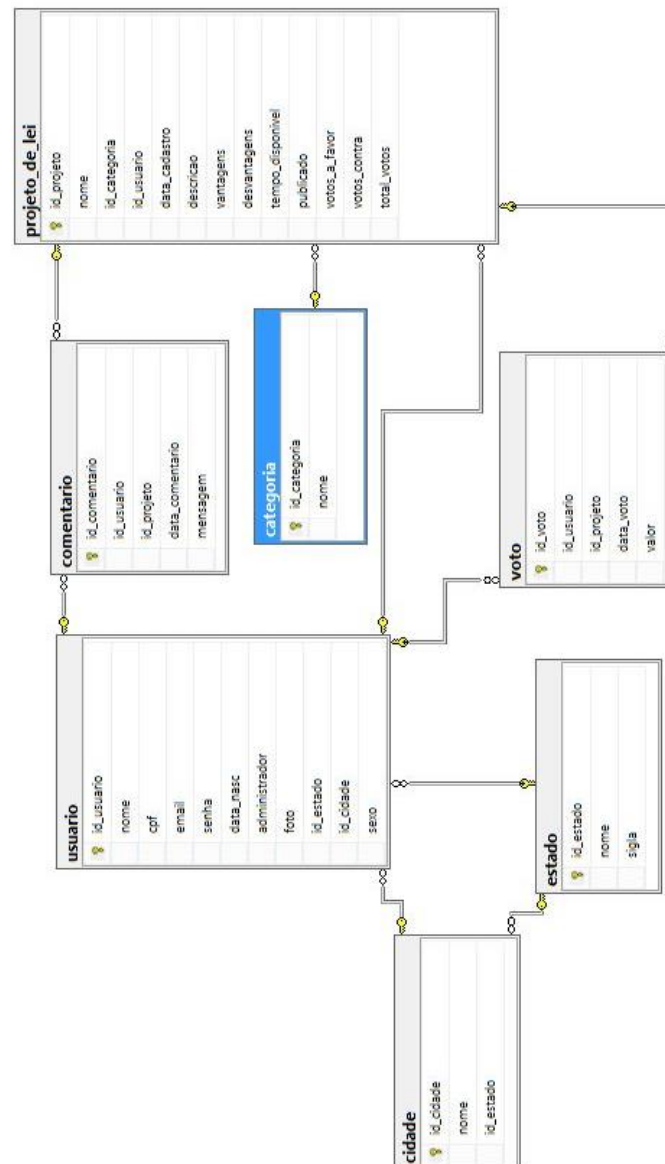 cidade
id_cidade
nome
id_estado
usuario
id_usuario
nome
cpf
email
senha
data_nasc
administrador
foto
id_estado
id_cidade
sexo
estado
id_estado
nome
sigla
comentario
id_comentario
id_usuario
id_projeto
data_comentario
mensagem
categoria
id_categoria
nome
voto
id_voto
id_usuario
id_projeto
data_voto
valor
projeto_de_lei
id_projeto
nome
id_categoria
id_usuario
data_cadastro
descricao
vantagens
desvantagens
tempo_disponivel
publicado
votos_a_favor
votos_contra
total_votos